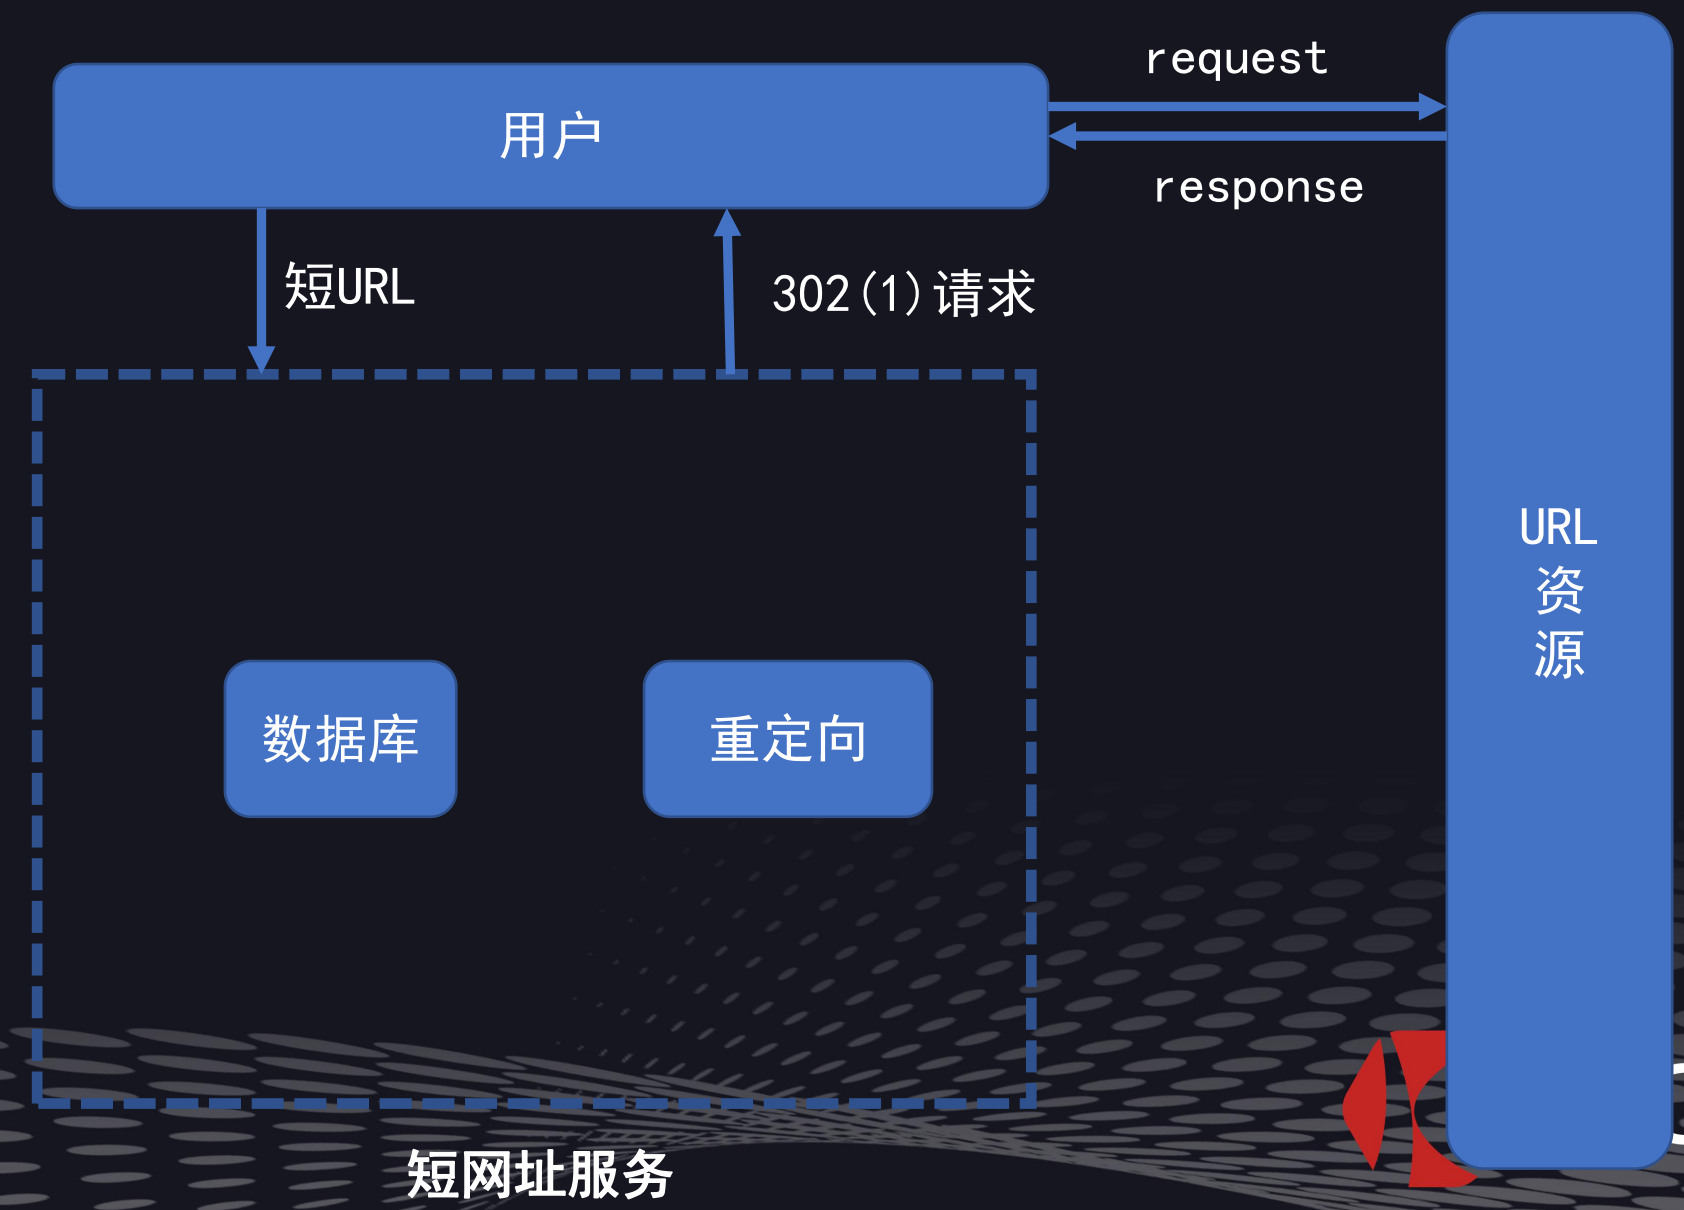 request
用户
response
短URL
302(1)请求
URL
资
源
数据库
重定向
短网址服务